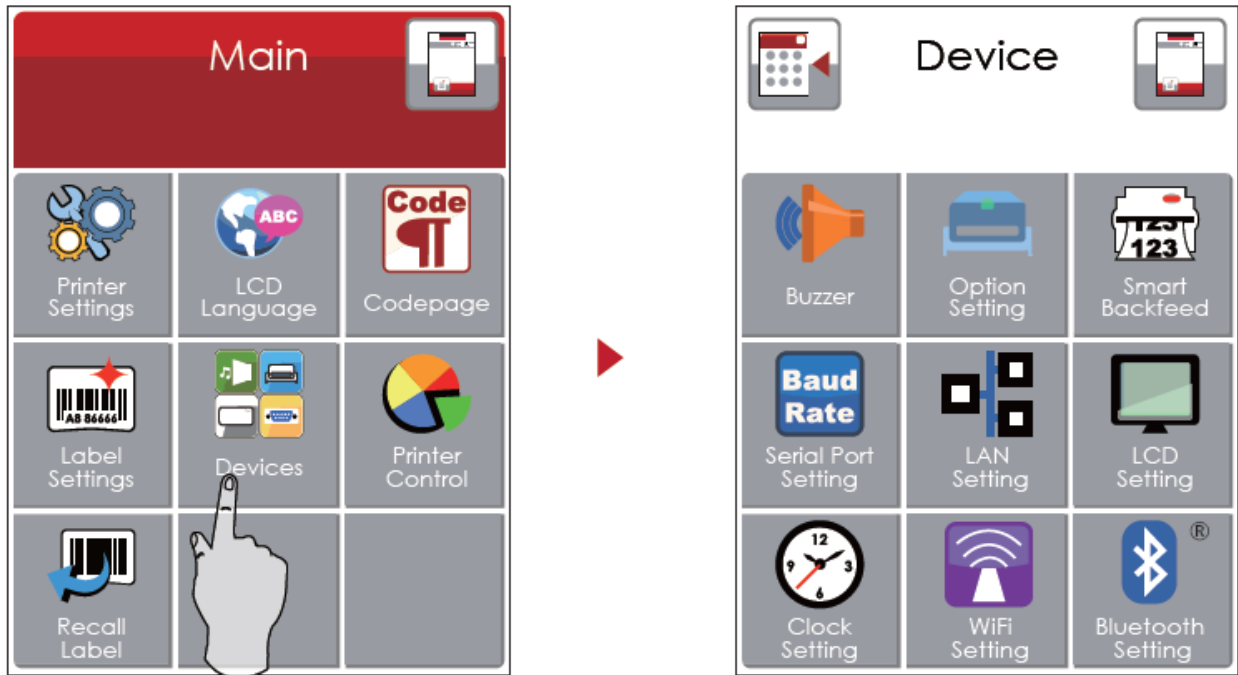 Main
Printer
Settings
LCD
Language
ABC
Codepage
Code
Label
Settings
AB 86666
Devices
Printer
Control
Recall
Label
Device
Buzzer
Option
Setting
Smart
Backfeed
123
123
Serial Port
Setting
Baud
Rate
LAN
Setting
LCD
Setting
Clock
Setting
12
9
3
6
WiFi
Setting
Bluetooth
Setting
®